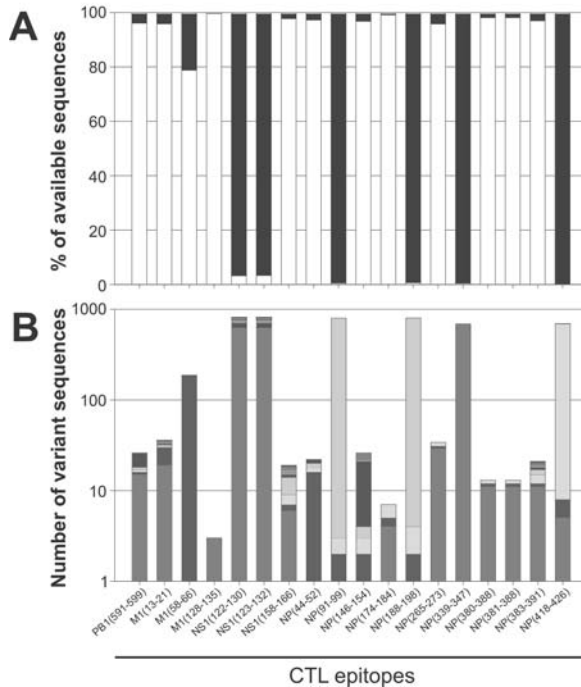 A
% of available sequences
100
80
60
40
20
0
B
Number of variant sequences
1000
100
10
1
PB1(591-599)
M1(13-21)
M1(58-66)
M1(128-135)
NS1(122-130)
NS1(123-132)
NS1(158-166)
NP(44-52)
NP(91-99)
NP(146-154)
NP(174-184)
NP(188-198)
NP(265-273)
NP(339-347)
NP(380-388)
NP(381-388)
NP(383-391)
NP(418-426)
CTL epitopes